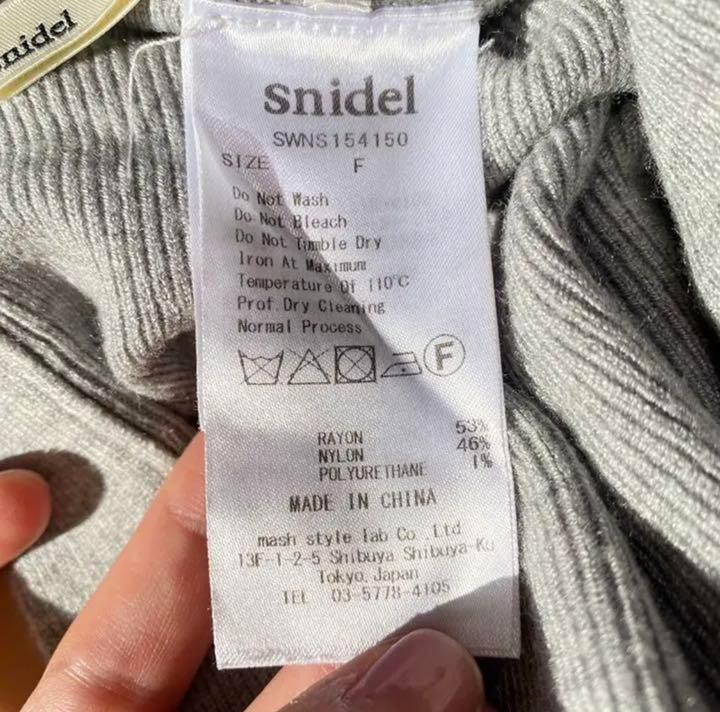 snidel
snidel
SWNS154150
SIZE F
Do Not Wash
Do Not Bleach
Do Not Tumble Dry
Iron At Maximum
Temperature Of 110°C
Prof.Dry Cleaning
Normal Process
F
RAYON 53%
NYLON 46%
POLYURETHANE 1%
MADE IN CHINA
mash style lab Co.,Ltd
13F-1-2-5 Shibuya Shibuya-Ku
Tokyo,Japan
TEL 03-5778-4105